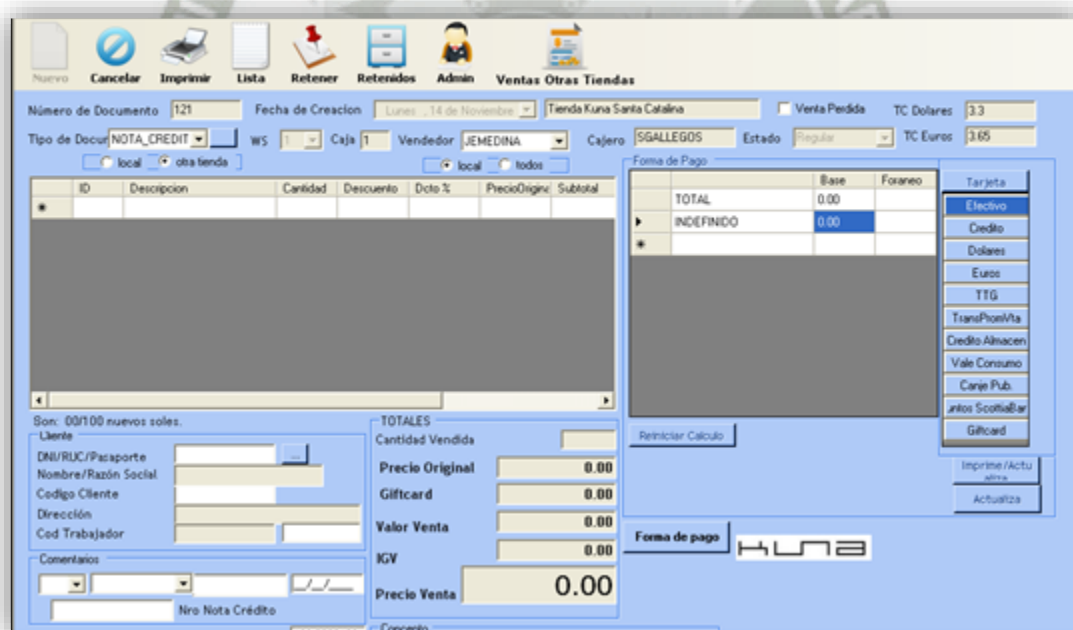 Nuevo Cancelar Imprimir Lista Retener Retenidos Admin Ventas Otras Tiendas
Número de Documento 121 Fecha de Creacion Lunes , 14 de Noviembre Tienda Kuna Santa Catalina Venta Perdida TC Dolares 3.3
Tipo de Docur NOTA_CREDIT WS 1 Caja 1 Vendedor JEMEDINA Cajero SGALLEGOS Estado Regular TC Euros 3.65
local otra tienda local todos
Forma de Pago
ID Descripcion Cantidad Descuento Dcto % PrecioOrigina Subtotal
Base Foraneo
TOTAL 0.00
INDEFINIDO 0.00
Tarjeta
Efectivo
Credito
Dolares
Euros
TTG
TransPromVta
Credito Almacen
Vale Consumo
Canje Pub.
untos ScottiaBar
Giftcard
Reiniciar Calculo
Imprime/Actu
aliza
Actualiza
Forma de pago
KUNA
Son: 00/100 nuevos soles.
Cliente
DNI/RUC/Pasaporte
Nombre/Razón Social
Codigo Cliente
Dirección
Cod Trabajador
Comentarios
_/_/__
Nro Nota Crédito
TOTALES
Cantidad Vendida
Precio Original 0.00
Giftcard 0.00
Valor Venta 0.00
IGV 0.00
Precio Venta 0.00
Concepto